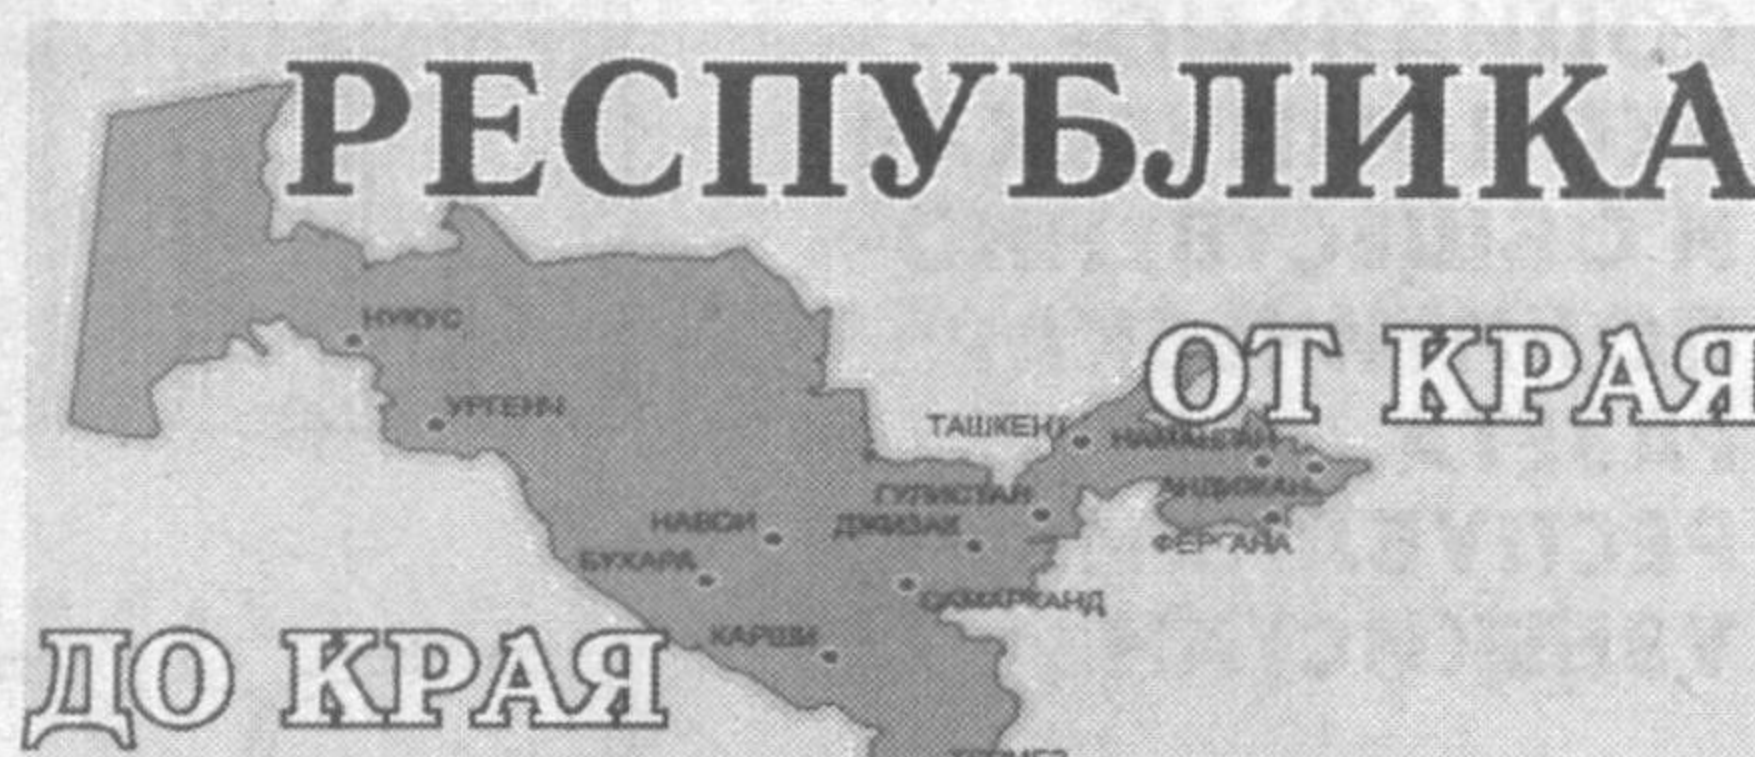 РЕСПУБЛИКА
ОТ КРАЯ
НУКУС
УРГЕНЧ
ТАШКЕНТ
НАМАНГАН
ГУЛИСТАН
АНДИЖАН
НАВОИ
ДЖИЗАК
ФЕРГАНА
БУХАРА
САМАРКАНД
КАРШИ
ДО КРАЯ